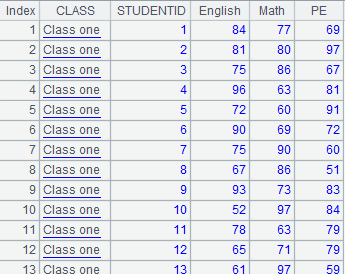 Index CLASS STUDENTID English Math PE
1 Class one 1 84 77 69
2 Class one 2 81 80 97
3 Class one 3 75 86 67
4 Class one 4 96 63 81
5 Class one 5 72 60 91
6 Class one 6 90 69 72
7 Class one 7 75 90 60
8 Class one 8 67 86 51
9 Class one 9 93 73 83
10 Class one 10 52 97 84
11 Class one 11 78 63 79
12 Class one 12 65 71 79
13 Class one 13 61 97 59